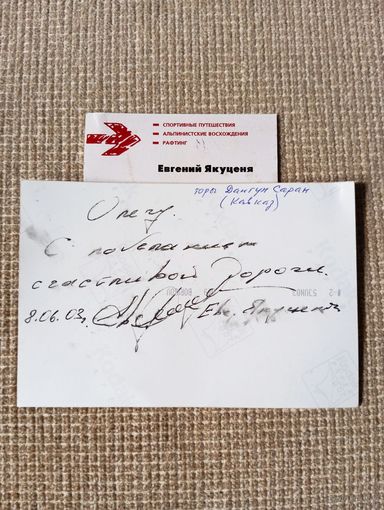 — СПОРТИВНЫЕ ПУТЕШЕСТВИЯ
— АЛЬПИНИСТСКИЕ ВОСХОЖДЕНИЯ
— РАФТИНГ
Евгений Якуценя
горы Дангун Саран
(Кавказ)
Олегу.
С пожеланием
счастливой дороги.
8.06.03г. Ев. Якуценя